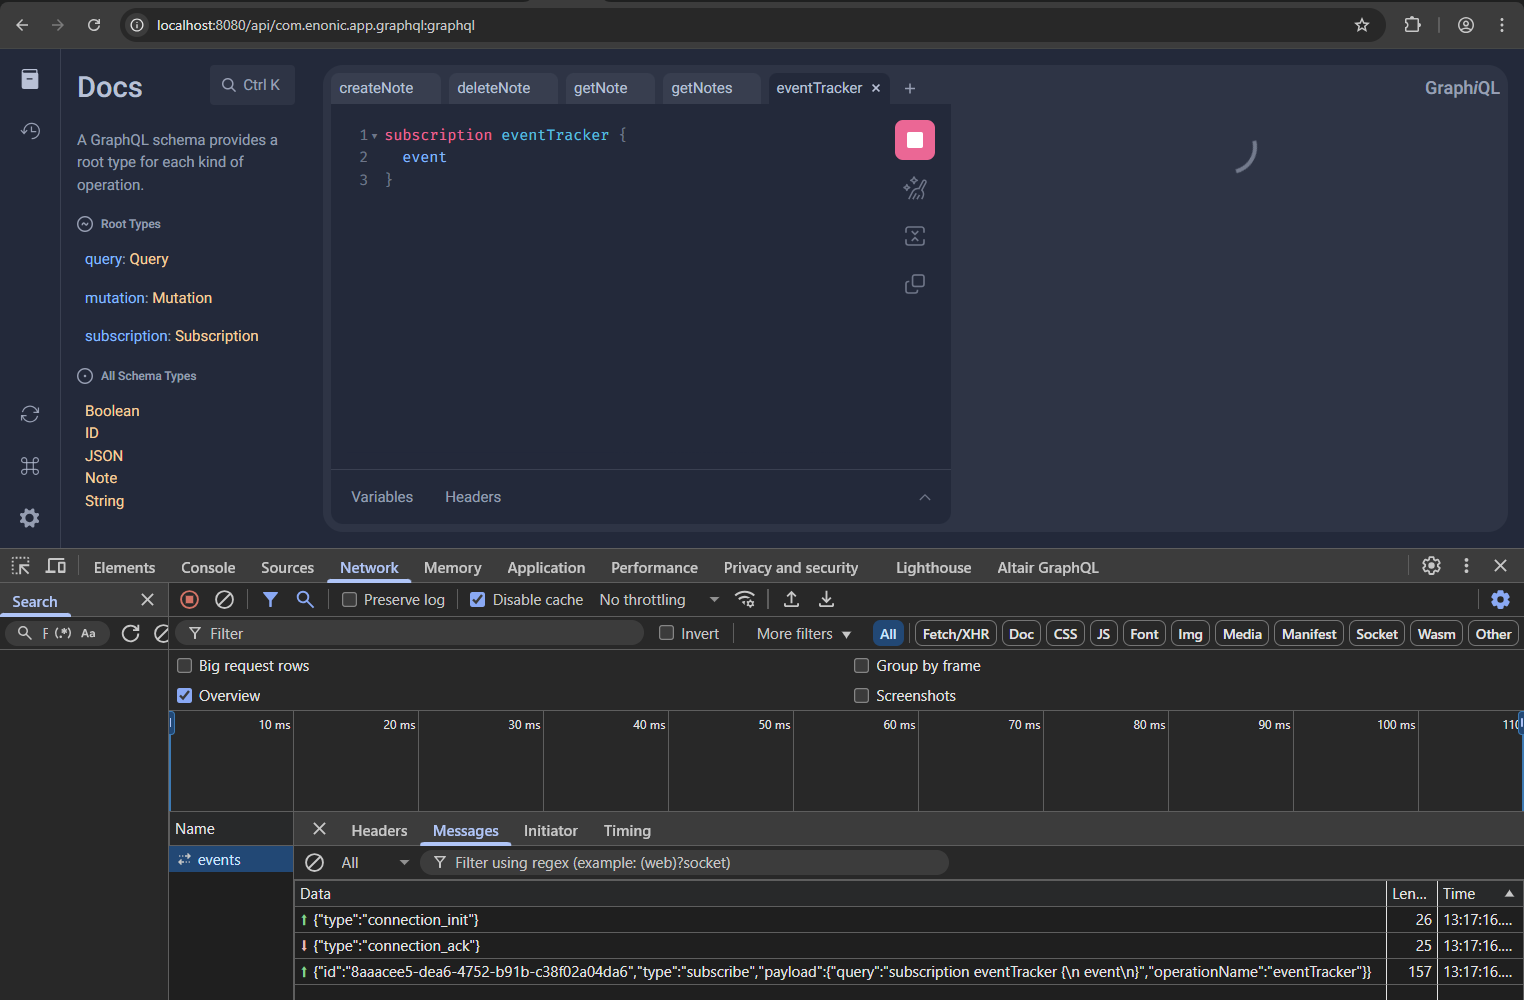 localhost:8080/api/com.enonic.app.graphql:graphql
Docs
Ctrl K
A GraphQL schema provides a
root type for each kind of
operation.
Root Types
query: Query
mutation: Mutation
subscription: Subscription
All Schema Types
Boolean
ID
JSON
Note
String
createNote
deleteNote
getNote
getNotes
eventTracker
GraphiQL
1 subscription eventTracker {
2 event
3 }
Variables
Headers
Elements
Console
Sources
Network
Memory
Application
Performance
Privacy and security
Lighthouse
Altair GraphQL
Search
Preserve log
Disable cache
No throttling
F (.*) Aa
Filter
Invert
More filters
All
Fetch/XHR
Doc
CSS
JS
Font
Img
Media
Manifest
Socket
Wasm
Other
Big request rows
Group by frame
Overview
Screenshots
10 ms
20 ms
30 ms
40 ms
50 ms
60 ms
70 ms
80 ms
90 ms
100 ms
110
Name
Headers
Messages
Initiator
Timing
events
All
Filter using regex (example: (web)?socket)
Data
Len...
Time
{"type":"connection_init"}
26
13:17:16....
{"type":"connection_ack"}
25
13:17:16....
{"id":"8aaacee5-dea6-4752-b91b-c38f02a04da6","type":"subscribe","payload":{"query":"subscription eventTracker {\n event\n}","operationName":"eventTracker"}}
157
13:17:16....